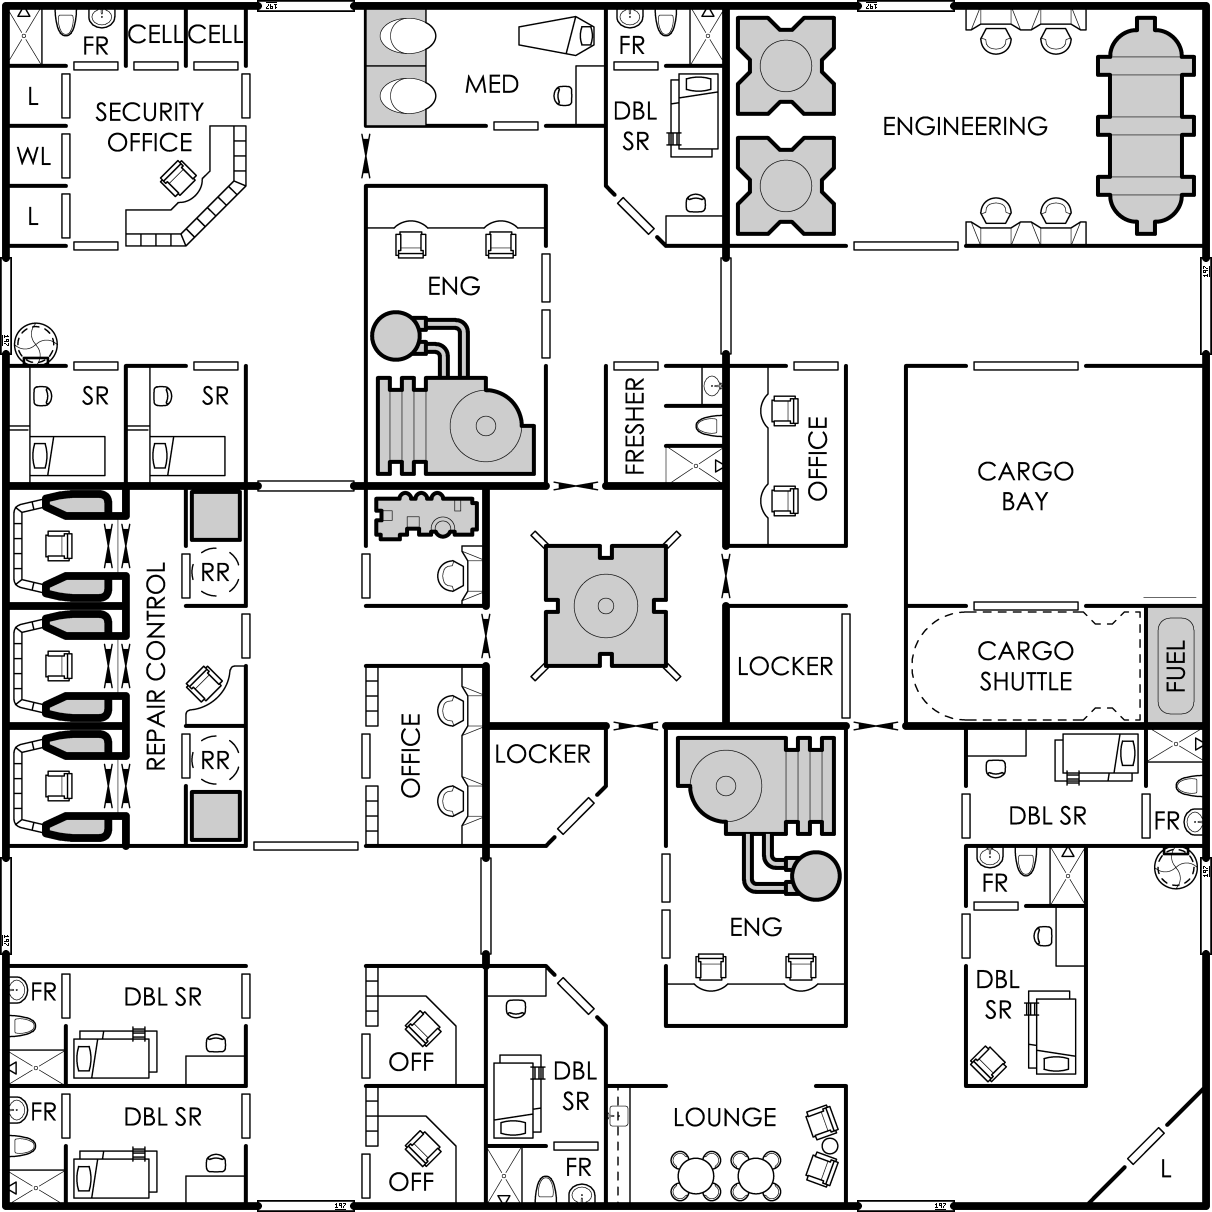 FR
CELL
CELL
FR
L
SECURITY
OFFICE
MED
DBL
SR
ENGINEERING
WL
L
ENG
SR
SR
FRESHER
OFFICE
CARGO
BAY
RR
REPAIR CONTROL
LOCKER
CARGO
SHUTTLE
FUEL
RR
OFFICE
LOCKER
DBL SR
FR
FR
ENG
FR
DBL SR
DBL
SR
OFF
DBL
SR
FR
DBL SR
LOUNGE
OFF
FR
L